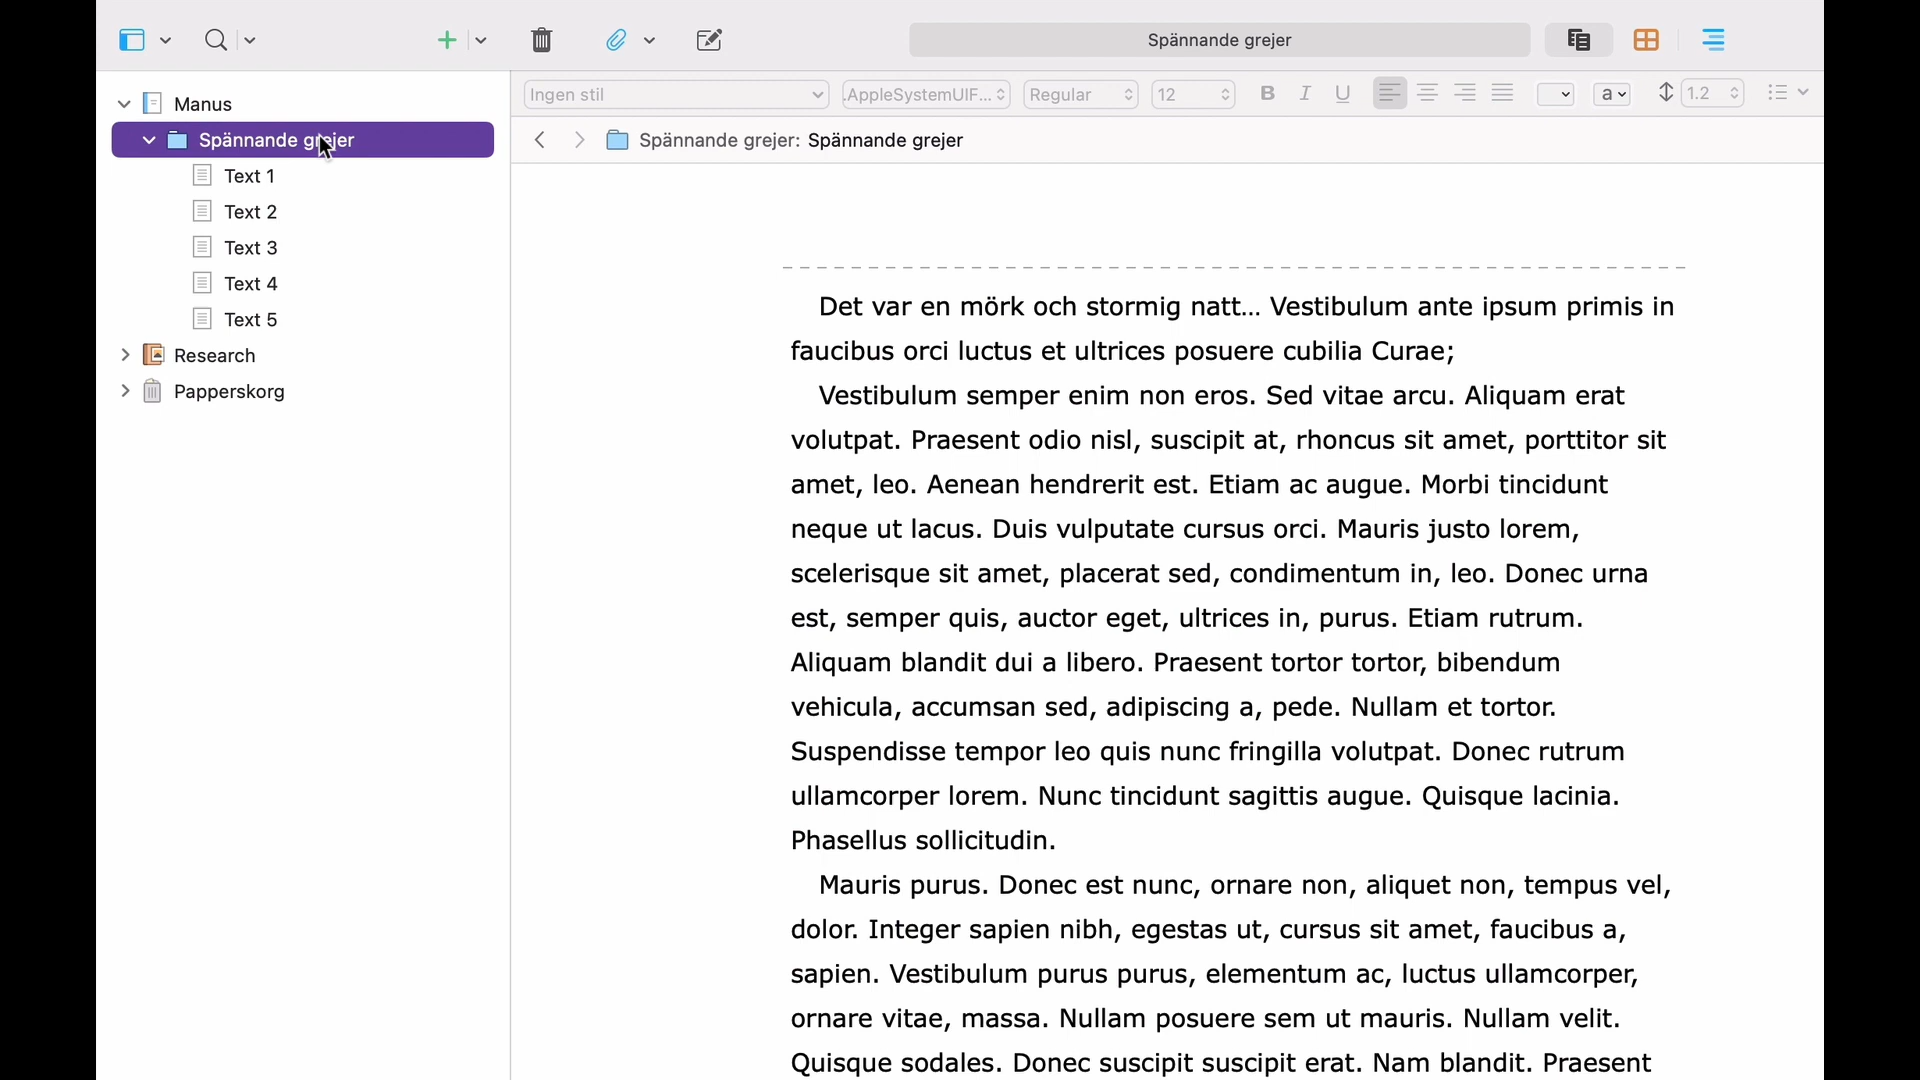 Spännande grejer
Manus
Spännande grejer
Text 1
Text 2
Text 3
Text 4
Text 5
Research
Papperskorg
Ingen stil
.AppleSystemUIF...
Regular
12
B I U
a
1.2
Spännande grejer: Spännande grejer
Det var en mörk och stormig natt... Vestibulum ante ipsum primis in
faucibus orci luctus et ultrices posuere cubilia Curae;
Vestibulum semper enim non eros. Sed vitae arcu. Aliquam erat
volutpat. Praesent odio nisl, suscipit at, rhoncus sit amet, porttitor sit
amet, leo. Aenean hendrerit est. Etiam ac augue. Morbi tincidunt
neque ut lacus. Duis vulputate cursus orci. Mauris justo lorem,
scelerisque sit amet, placerat sed, condimentum in, leo. Donec urna
est, semper quis, auctor eget, ultrices in, purus. Etiam rutrum.
Aliquam blandit dui a libero. Praesent tortor tortor, bibendum
vehicula, accumsan sed, adipiscing a, pede. Nullam et tortor.
Suspendisse tempor leo quis nunc fringilla volutpat. Donec rutrum
ullamcorper lorem. Nunc tincidunt sagittis augue. Quisque lacinia.
Phasellus sollicitudin.
Mauris purus. Donec est nunc, ornare non, aliquet non, tempus vel,
dolor. Integer sapien nibh, egestas ut, cursus sit amet, faucibus a,
sapien. Vestibulum purus purus, elementum ac, luctus ullamcorper,
ornare vitae, massa. Nullam posuere sem ut mauris. Nullam velit.
Quisque sodales. Donec suscipit suscipit erat. Nam blandit. Praesent